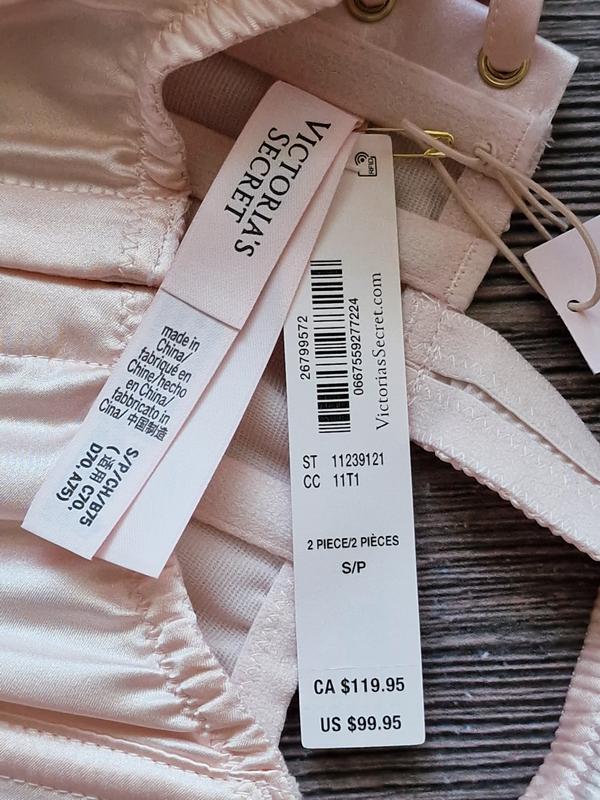 VICTORIA'S
SECRET
made in
China/
fabriqué en
Chine/hecho
en China/
fabbricato in
Cina/中国制造
S/P/CH/B75
(适用 C70,
D70, A75)
RFID
26799572
0667559277224
VictoriasSecret.com
ST 11239121
CC 11T1
2 PIECE/2 PIÈCES
S/P
CA $119.95
US $99.95